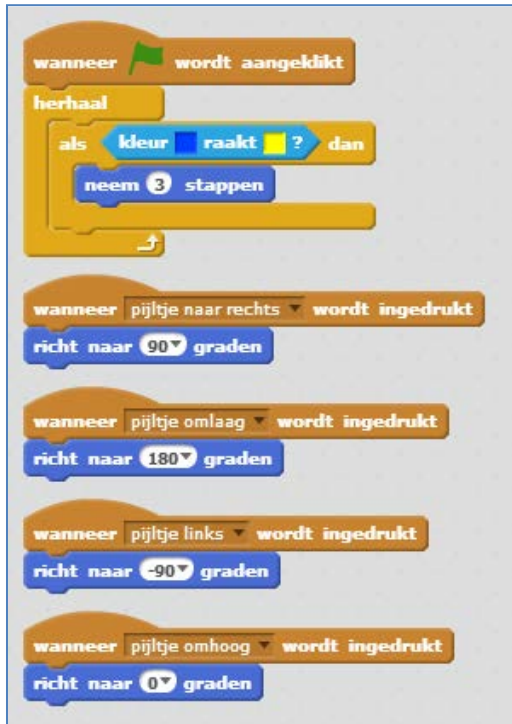 wanneer wordt aangeklikt
herhaal
als kleur raakt ? dan
neem 3 stappen
wanneer pijltje naar rechts wordt ingedrukt
richt naar 90 graden
wanneer pijltje omlaag wordt ingedrukt
richt naar 180 graden
wanneer pijltje links wordt ingedrukt
richt naar -90 graden
wanneer pijltje omhoog wordt ingedrukt
richt naar 0 graden